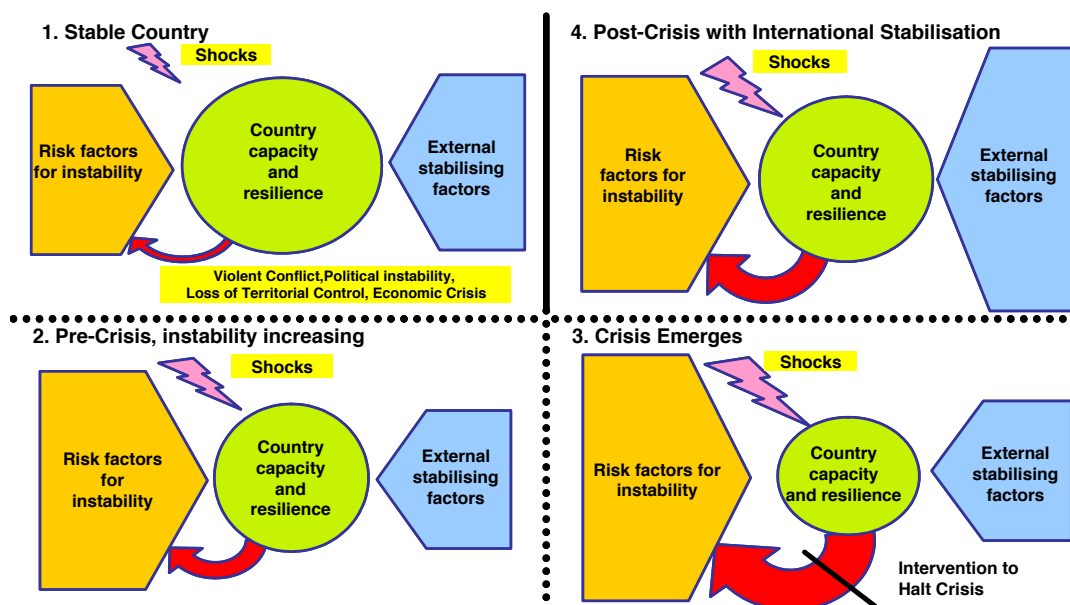 1. Stable Country
Shocks
Risk factors
for instability
Country
capacity
and
resilience
External
stabilising
factors
Violent Conflict,Political instability,
Loss of Territorial Control, Economic Crisis
4. Post-Crisis with International Stabilisation
Shocks
Risk
factors for
instability
Country
capacity
and
resilience
External
stabilising
factors
2. Pre-Crisis, instability increasing
Shocks
Risk factors
for
instability
Country
capacity
and
resilience
External
stabilising
factors
3. Crisis Emerges
Shocks
Risk factors for
instability
Country
capacity
and resilience
External
stabilising
factors
Intervention to
Halt Crisis